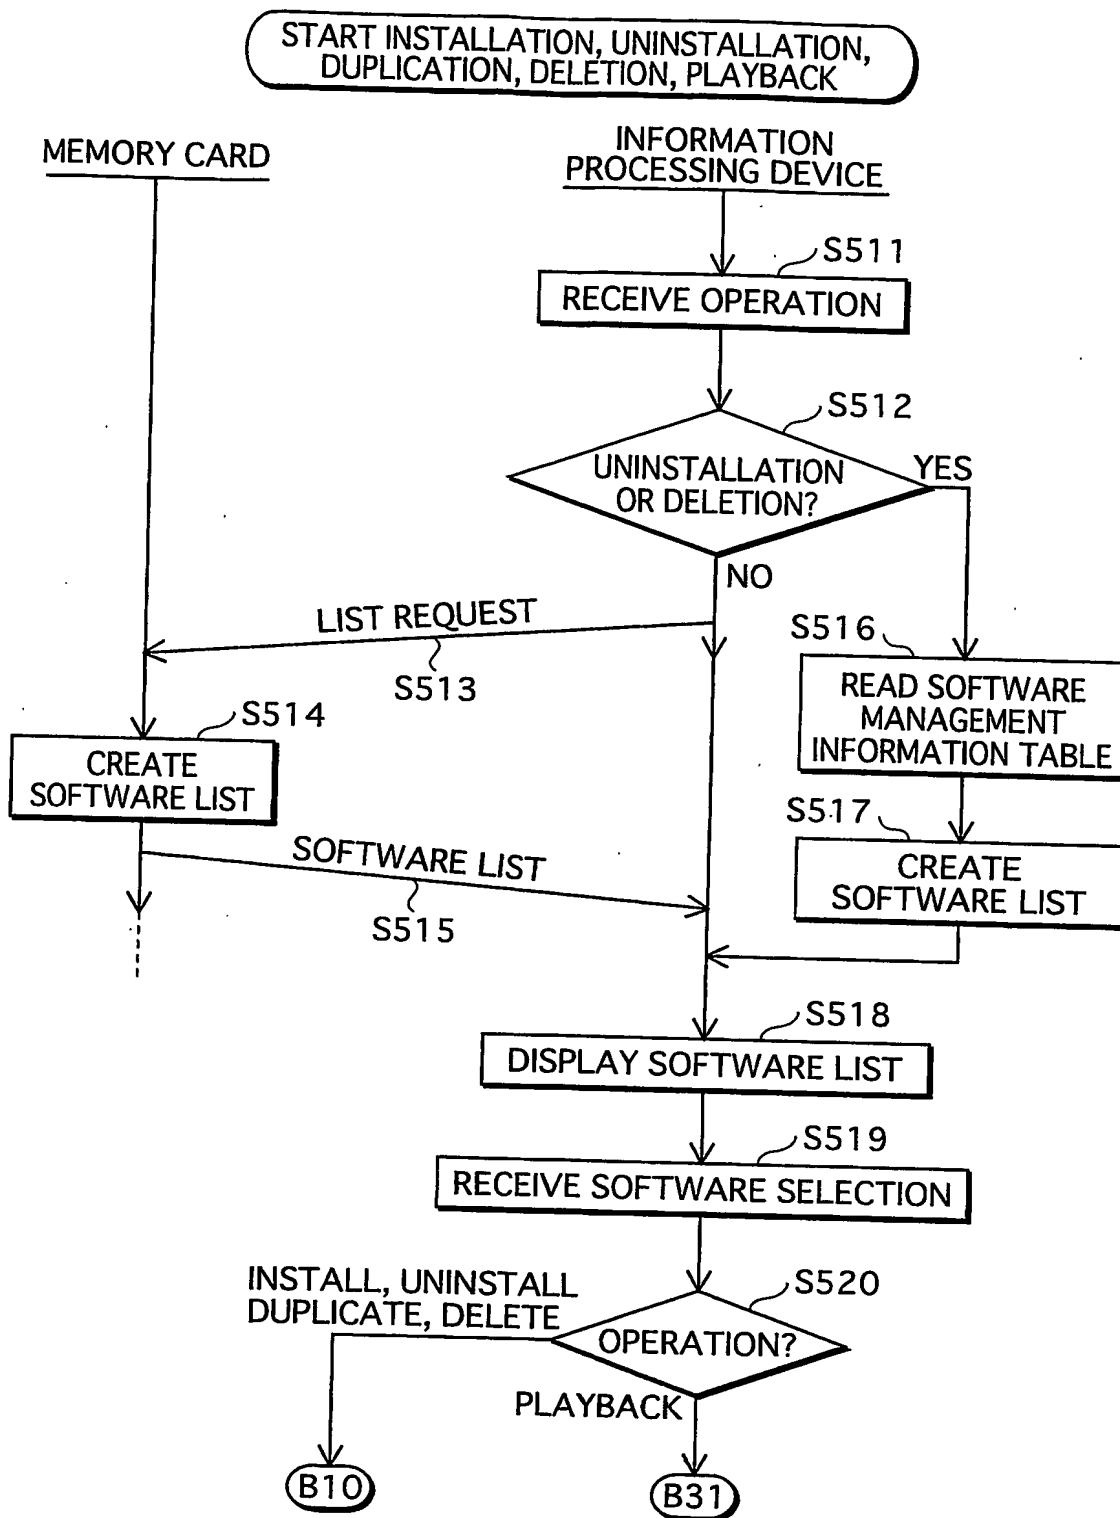 START INSTALLATION, UNINSTALLATION,
DUPLICATION, DELETION, PLAYBACK
MEMORY CARD
INFORMATION
PROCESSING DEVICE
S511
RECEIVE OPERATION
S512
UNINSTALLATION
OR DELETION?
YES
NO
LIST REQUEST
S513
S514
CREATE
SOFTWARE LIST
S516
READ SOFTWARE
MANAGEMENT
INFORMATION TABLE
SOFTWARE LIST
S515
S517
CREATE
SOFTWARE LIST
S518
DISPLAY SOFTWARE LIST
S519
RECEIVE SOFTWARE SELECTION
S520
OPERATION?
INSTALL, UNINSTALL
DUPLICATE, DELETE
PLAYBACK
B10
B31